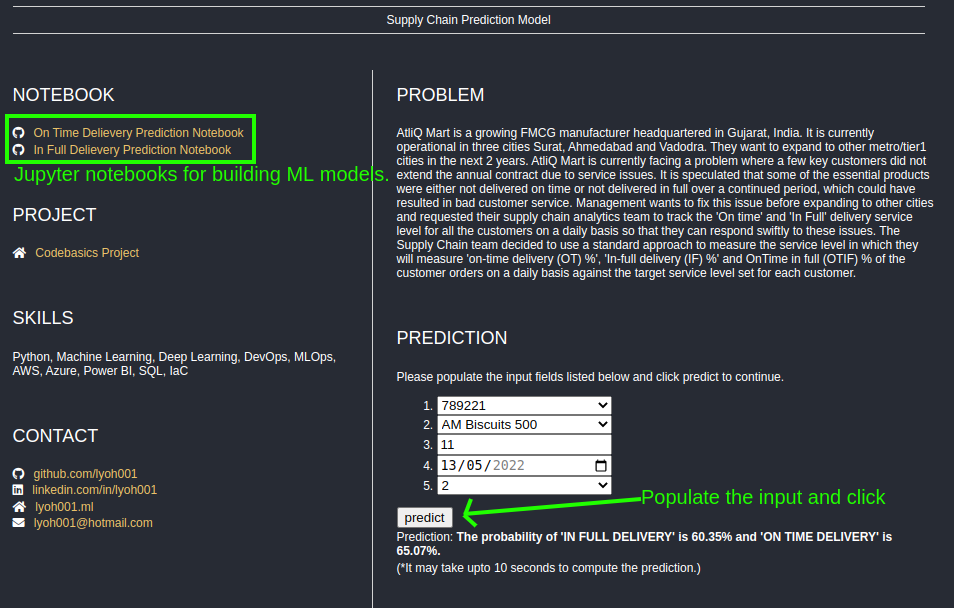 Supply Chain Prediction Model
NOTEBOOK
On Time Delievery Prediction Notebook
In Full Delievery Prediction Notebook
Jupyter notebooks for building ML models.
PROJECT
Codebasics Project
SKILLS
Python, Machine Learning, Deep Learning, DevOps, MLOps,
AWS, Azure, Power BI, SQL, IaC
CONTACT
github.com/lyoh001
linkedin.com/in/lyoh001
lyoh001.ml
lyoh001@hotmail.com
PROBLEM
AtliQ Mart is a growing FMCG manufacturer headquartered in Gujarat, India. It is currently
operational in three cities Surat, Ahmedabad and Vadodra. They want to expand to other metro/tier1
cities in the next 2 years. AtliQ Mart is currently facing a problem where a few key customers did not
extend the annual contract due to service issues. It is speculated that some of the essential products
were either not delivered on time or not delivered in full over a continued period, which could have
resulted in bad customer service. Management wants to fix this issue before expanding to other cities
and requested their supply chain analytics team to track the 'On time' and 'In Full' delivery service
level for all the customers on a daily basis so that they can respond swiftly to these issues. The
Supply Chain team decided to use a standard approach to measure the service level in which they
will measure 'on-time delivery (OT) %', 'In-full delivery (IF) %' and OnTime in full (OTIF) % of the
customer orders on a daily basis against the target service level set for each customer.
PREDICTION
Please populate the input fields listed below and click predict to continue.
1. 789221
2. AM Biscuits 500
3. 11
4. 13/05/2022
5. 2
Populate the input and click
predict
Prediction: The probability of 'IN FULL DELIVERY' is 60.35% and 'ON TIME DELIVERY' is
65.07%.
(*It may take upto 10 seconds to compute the prediction.)